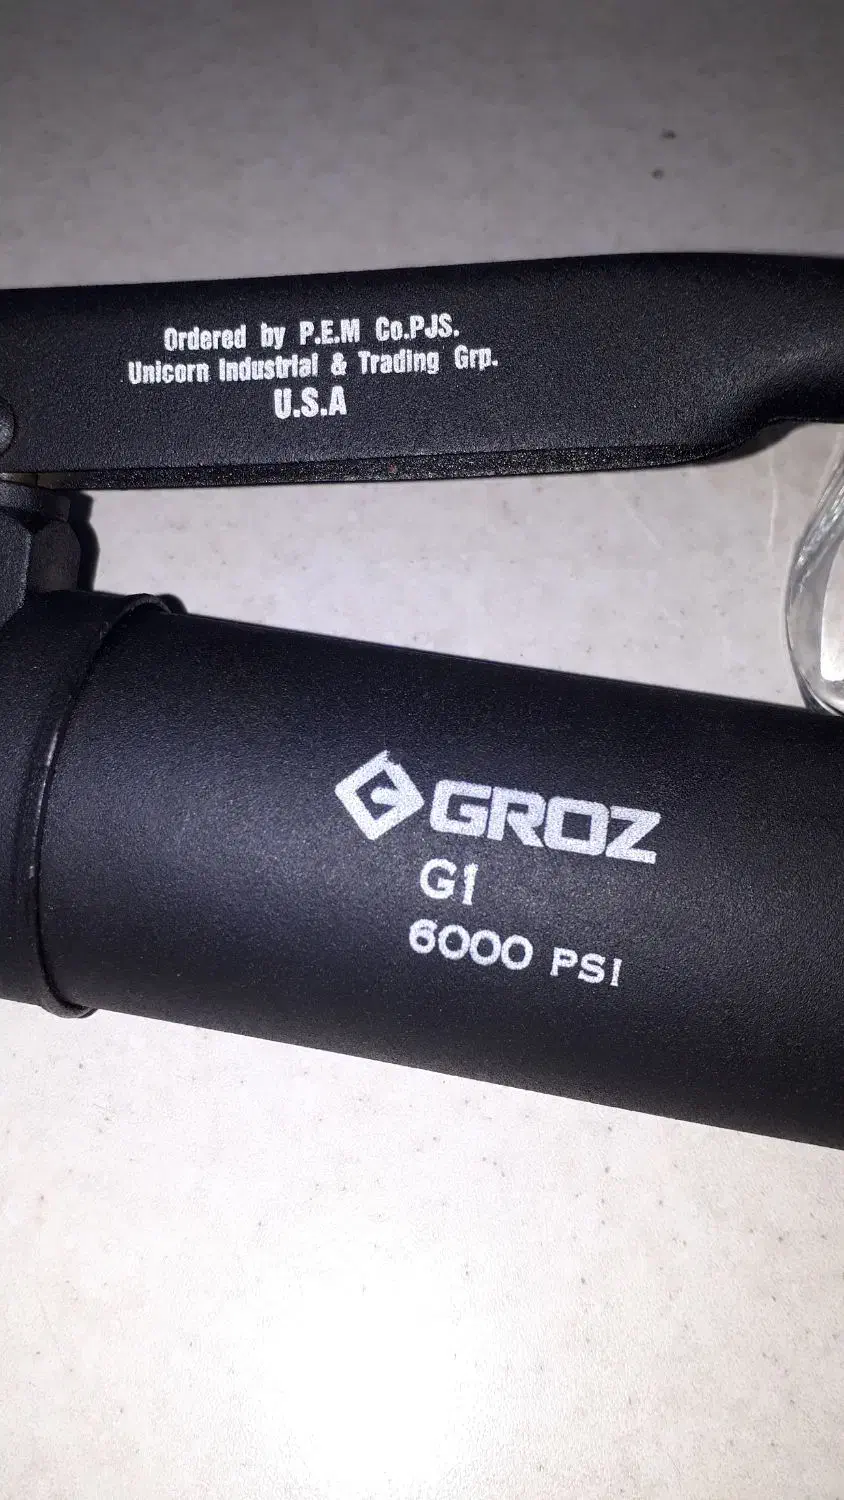 Ordered by P.E.M Co.PJS.
Unicorn Industrial & Trading Grp.
U.S.A
GROZ
G1
6000 PSI